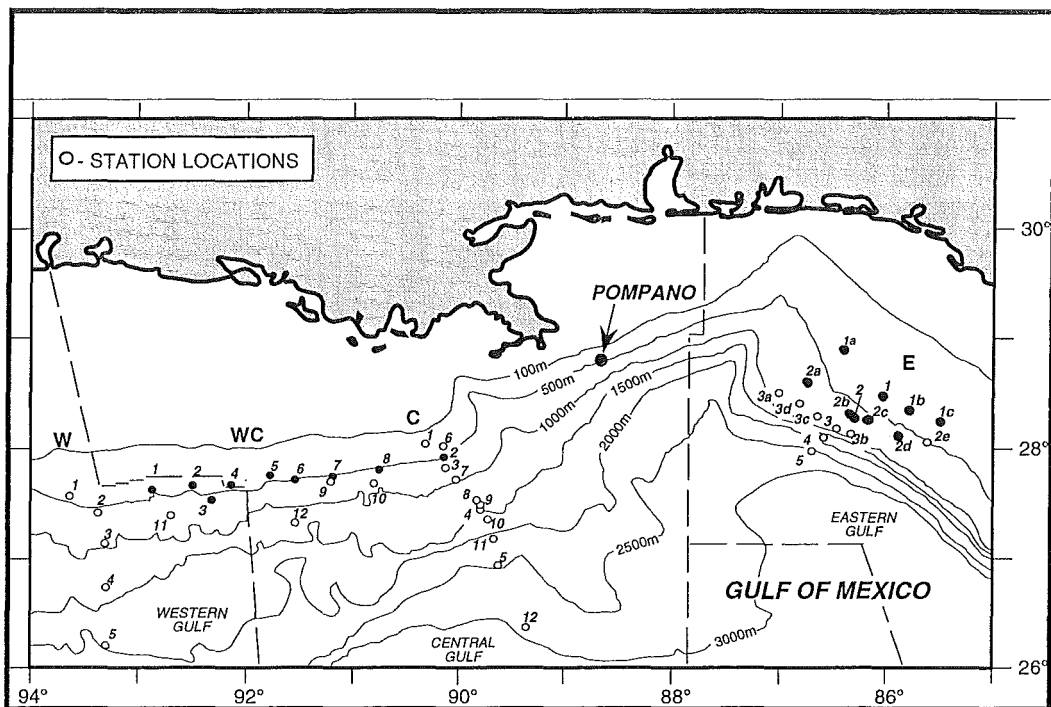 O - STATION LOCATIONS
30°
POMPANO
1a
E
2a
100m
500m
1000m
1500m
2000m
3a
3d
3c
2b
2
2c
1
1b
1c
3
3b
2d
2e
4
5
C
WC
W
6
2
3
7
28°
1
2
3
4
5
1
2
3
4
5
6
7
8
9
10
11
12
8
9
4
10
11
5
12
2500m
3000m
EASTERN
GULF
WESTERN
GULF
CENTRAL
GULF
GULF OF MEXICO
26°
94°
92°
90°
88°
86°